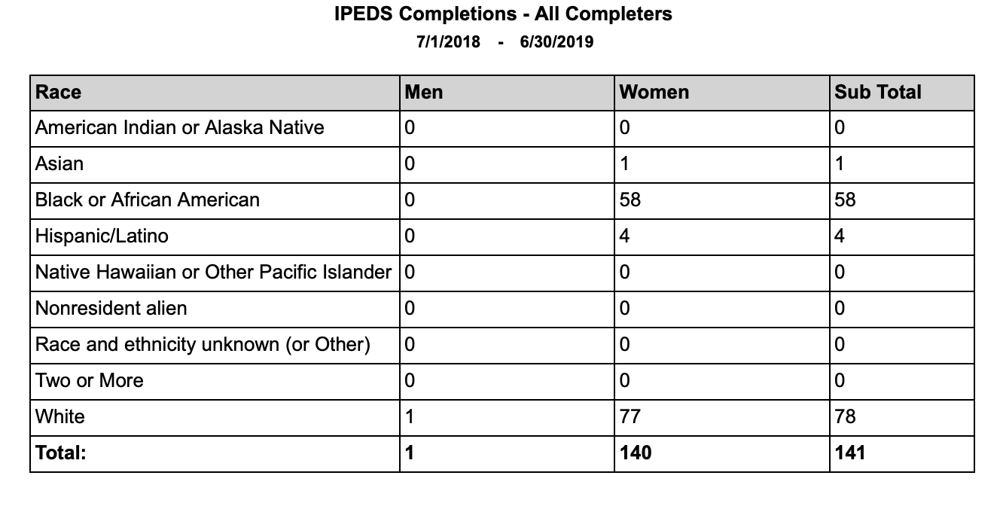 IPEDS Completions - All Completers
7/1/2018 - 6/30/2019
Race Men Women Sub Total
American Indian or Alaska Native 0 0 0
Asian 0 1 1
Black or African American 0 58 58
Hispanic/Latino 0 4 4
Native Hawaiian or Other Pacific Islander 0 0 0
Nonresident alien 0 0 0
Race and ethnicity unknown (or Other) 0 0 0
Two or More 0 0 0
White 1 77 78
Total: 1 140 141